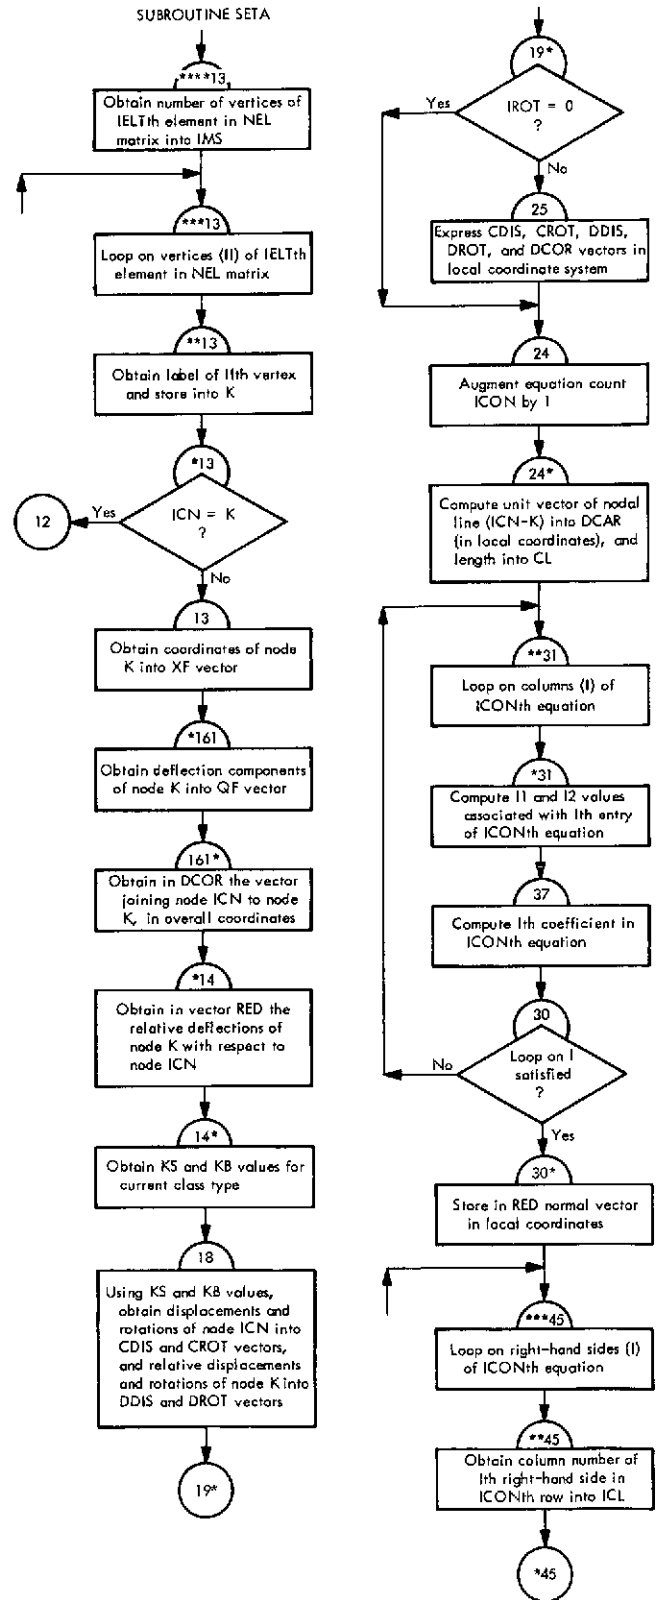 SUBROUTINE SETA
****13
Obtain number of vertices of
IELTth element in NEL
matrix into IMS
***13
Loop on vertices (II) of IELTth
element in NEL matrix
**13
Obtain label of IIth vertex
and store into K
*13
ICN = K
?
Yes
12
No
13
Obtain coordinates of node
K into XF vector
*161
Obtain deflection components
of node K into QF vector
161*
Obtain in DCOR the vector
joining node ICN to node
K, in overall coordinates
*14
Obtain in vector RED the
relative deflections of
node K with respect to
node ICN
14*
Obtain KS and KB values for
current class type
18
Using KS and KB values,
obtain displacements and
rotations of node ICN into
CDIS and CROT vectors,
and relative displacements
and rotations of node K into
DDIS and DROT vectors
19*
19*
Yes
IROT = 0
?
No
25
Express CDIS, CROT, DDIS,
DROT, and DCOR vectors in
local coordinate system
24
Augment equation count
ICON by 1
24*
Compute unit vector of nodal
line (ICN-K) into DCAR
(in local coordinates), and
length into CL
**31
Loop on columns (I) of
ICONth equation
*31
Compute I1 and I2 values
associated with Ith entry
of ICONth equation
37
Compute Ith coefficient in
ICONth equation
30
No
Loop on I
satisfied
?
Yes
30*
Store in RED normal vector
in local coordinates
***45
Loop on right-hand sides (I)
of ICONth equation
**45
Obtain column number of
Ith right-hand side in
ICONth row into ICL
*45